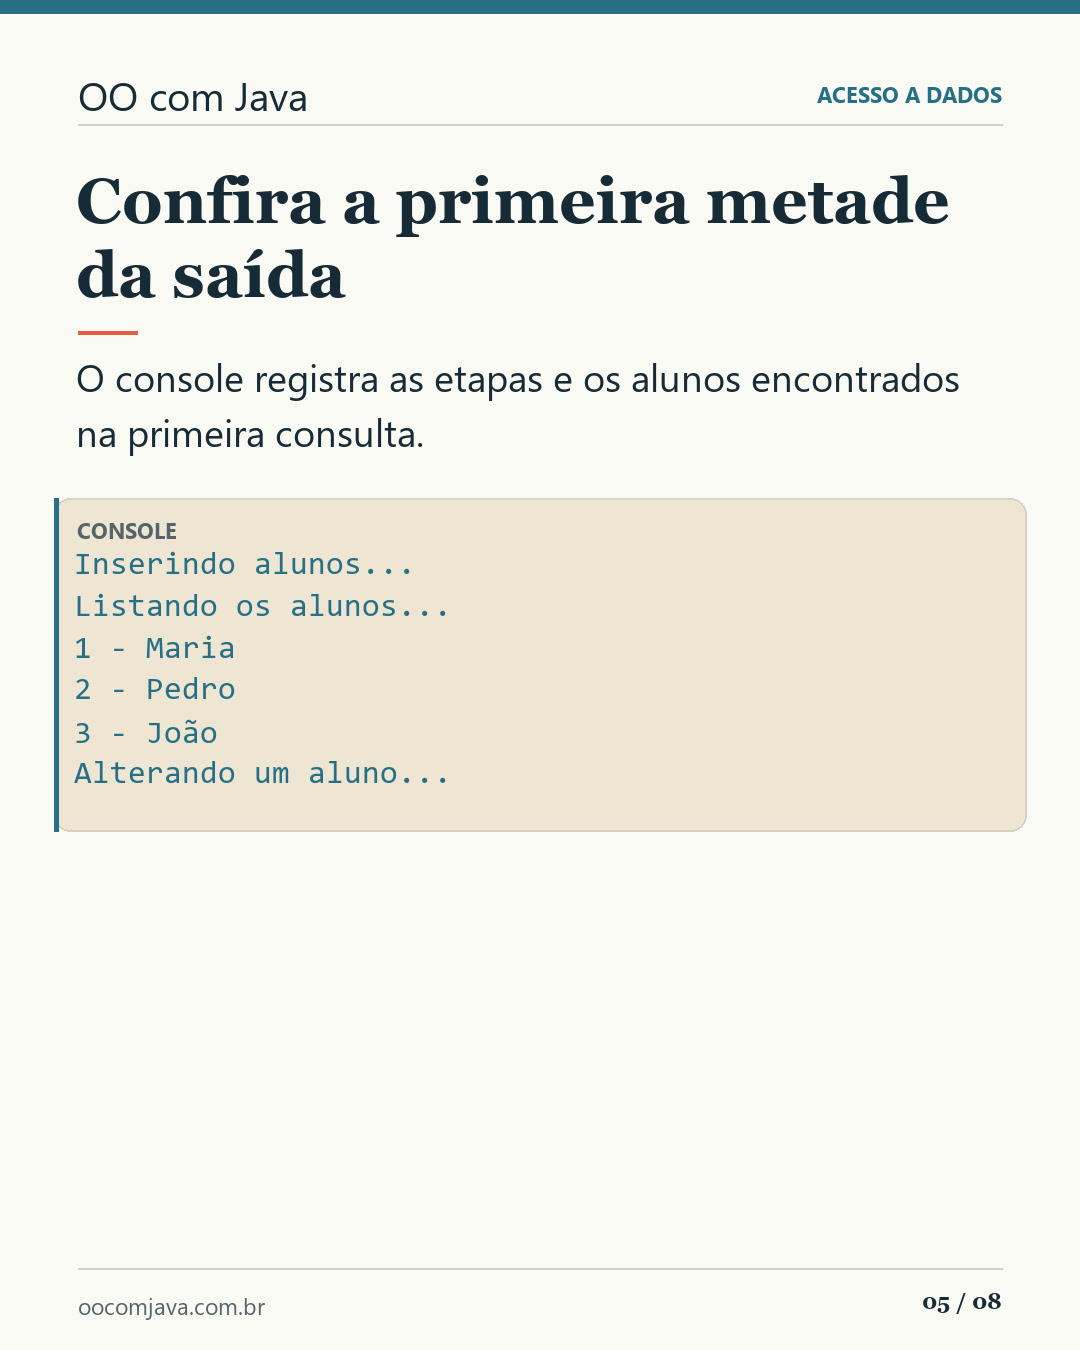 OO com Java
ACESSO A DADOS
Confira a primeira metade
da saída
O console registra as etapas e os alunos encontrados
na primeira consulta.
CONSOLE
Inserindo alunos...
Listando os alunos...
1 - Maria
2 - Pedro
3 - João
Alterando um aluno...
oocomjava.com.br
05 / 08